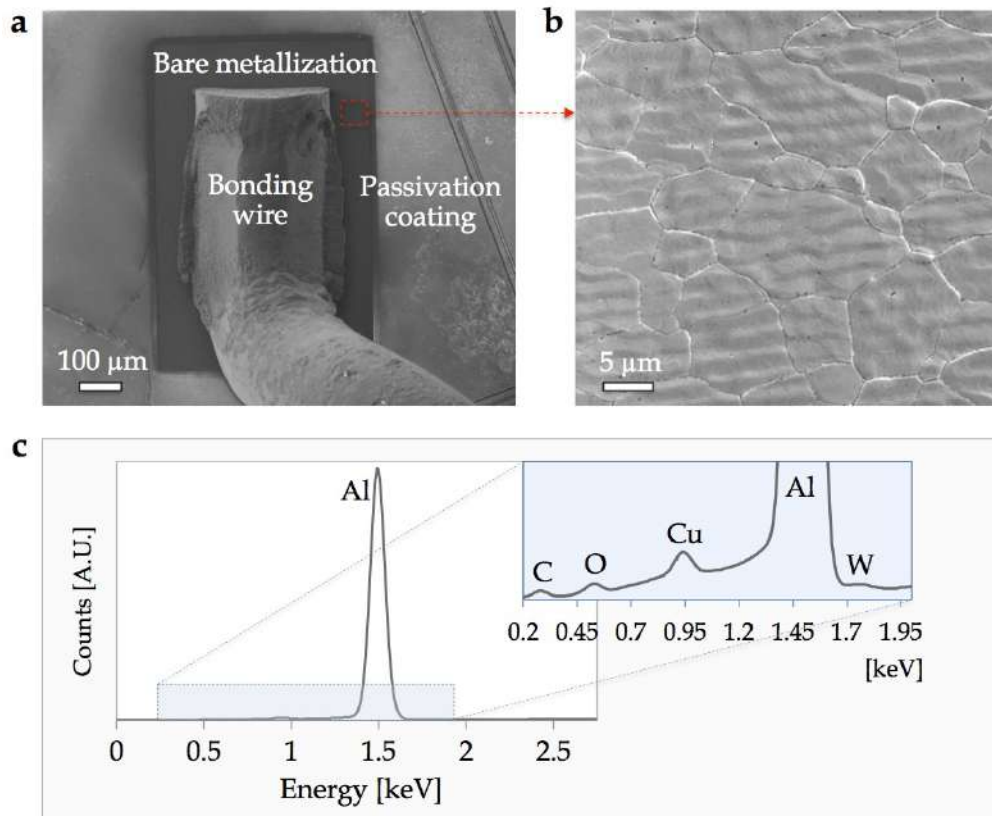 a
b
Bare metallization
Bonding
wire
Passivation
coating
100 µm
5 µm
c
Counts [A.U.]
Al
C
O
Cu
Al
W
0.2 0.45 0.7 0.95 1.2 1.45 1.7 1.95
[keV]
0 0.5 1 1.5 2 2.5
Energy [keV]